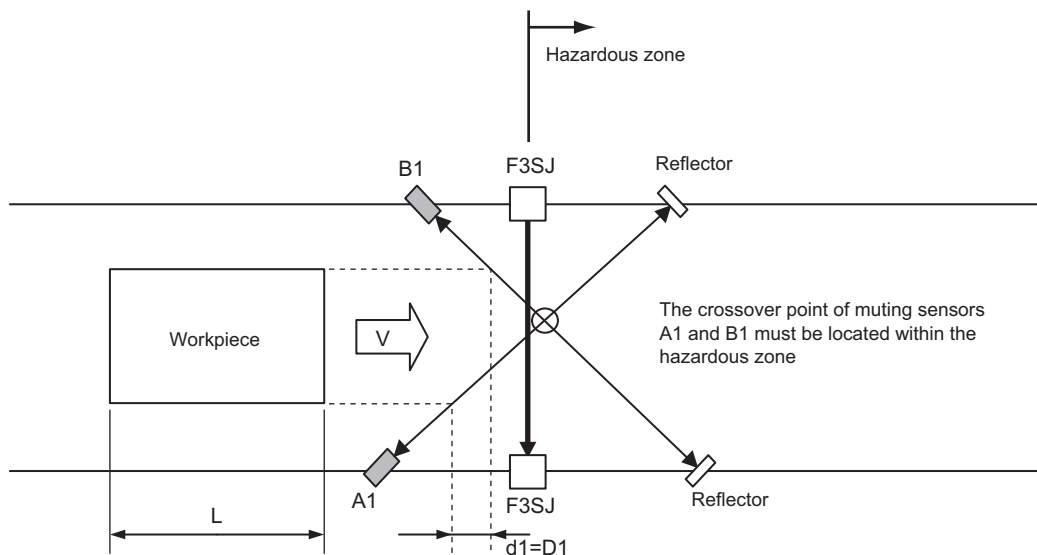 Hazardous zone
F3SJ
Reflector
B1
Workpiece
V
The crossover point of muting sensors
A1 and B1 must be located within the
hazardous zone
A1
F3SJ
Reflector
L
d1=D1